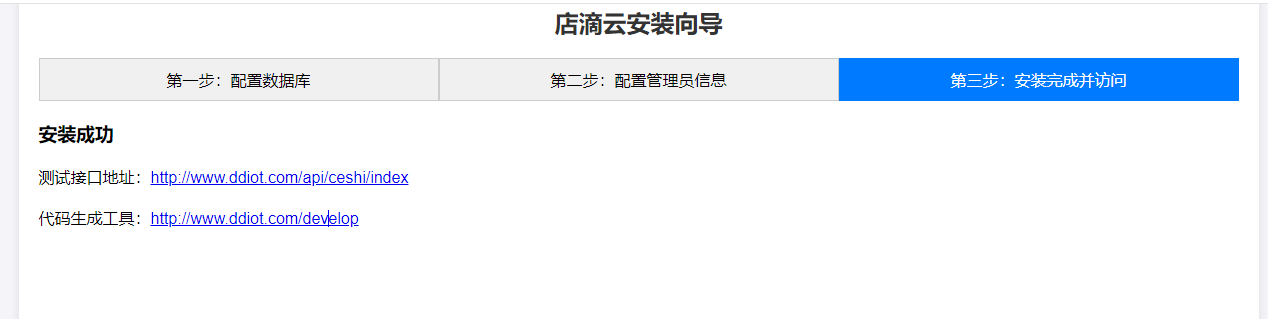 店滴云安装向导
第一步：配置数据库
第二步：配置管理员信息
第三步：安装完成并访问
安装成功
测试接口地址：http://www.ddiot.com/api/ceshi/index
代码生成工具：http://www.ddiot.com/develop